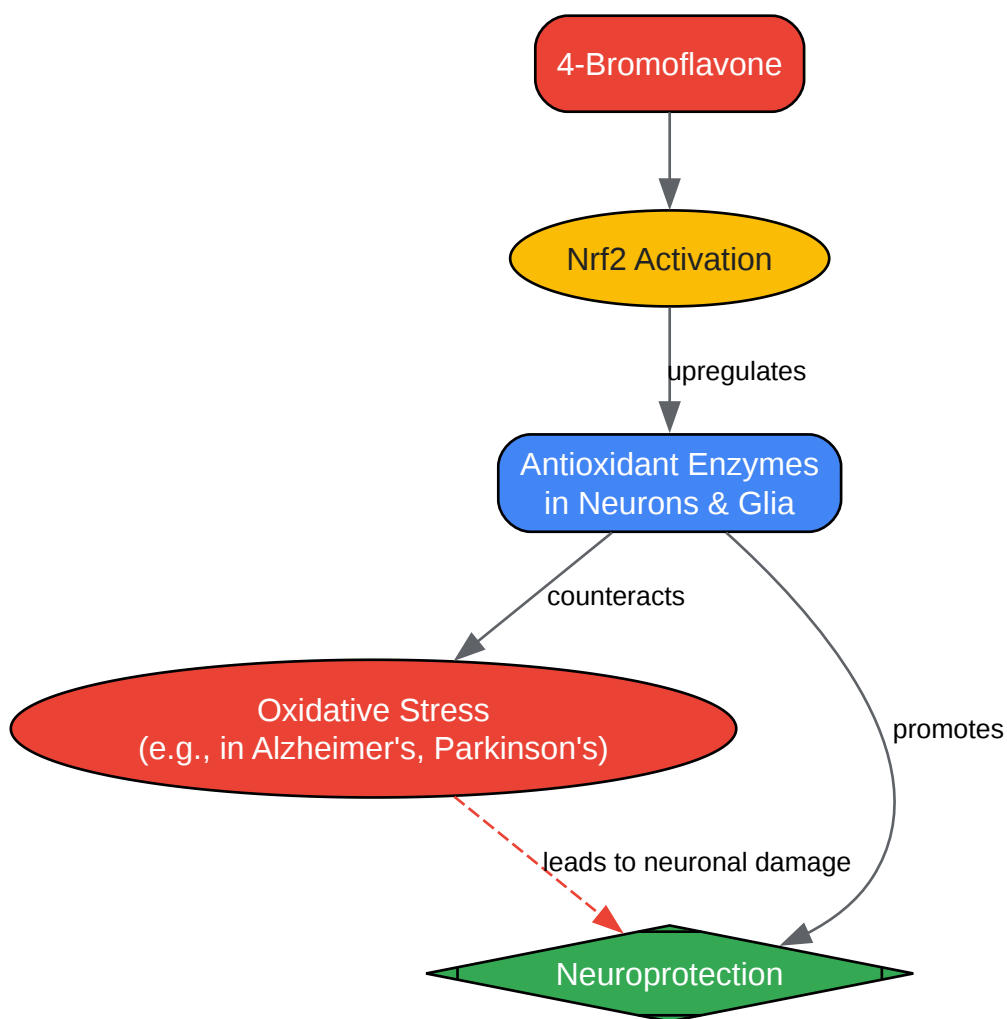 4-Bromoflavone
Nrf2 Activation
upregulates
Antioxidant Enzymes
in Neurons & Glia
counteracts
Oxidative Stress
(e.g., in Alzheimer's, Parkinson's)
promotes
leads to neuronal damage
Neuroprotection